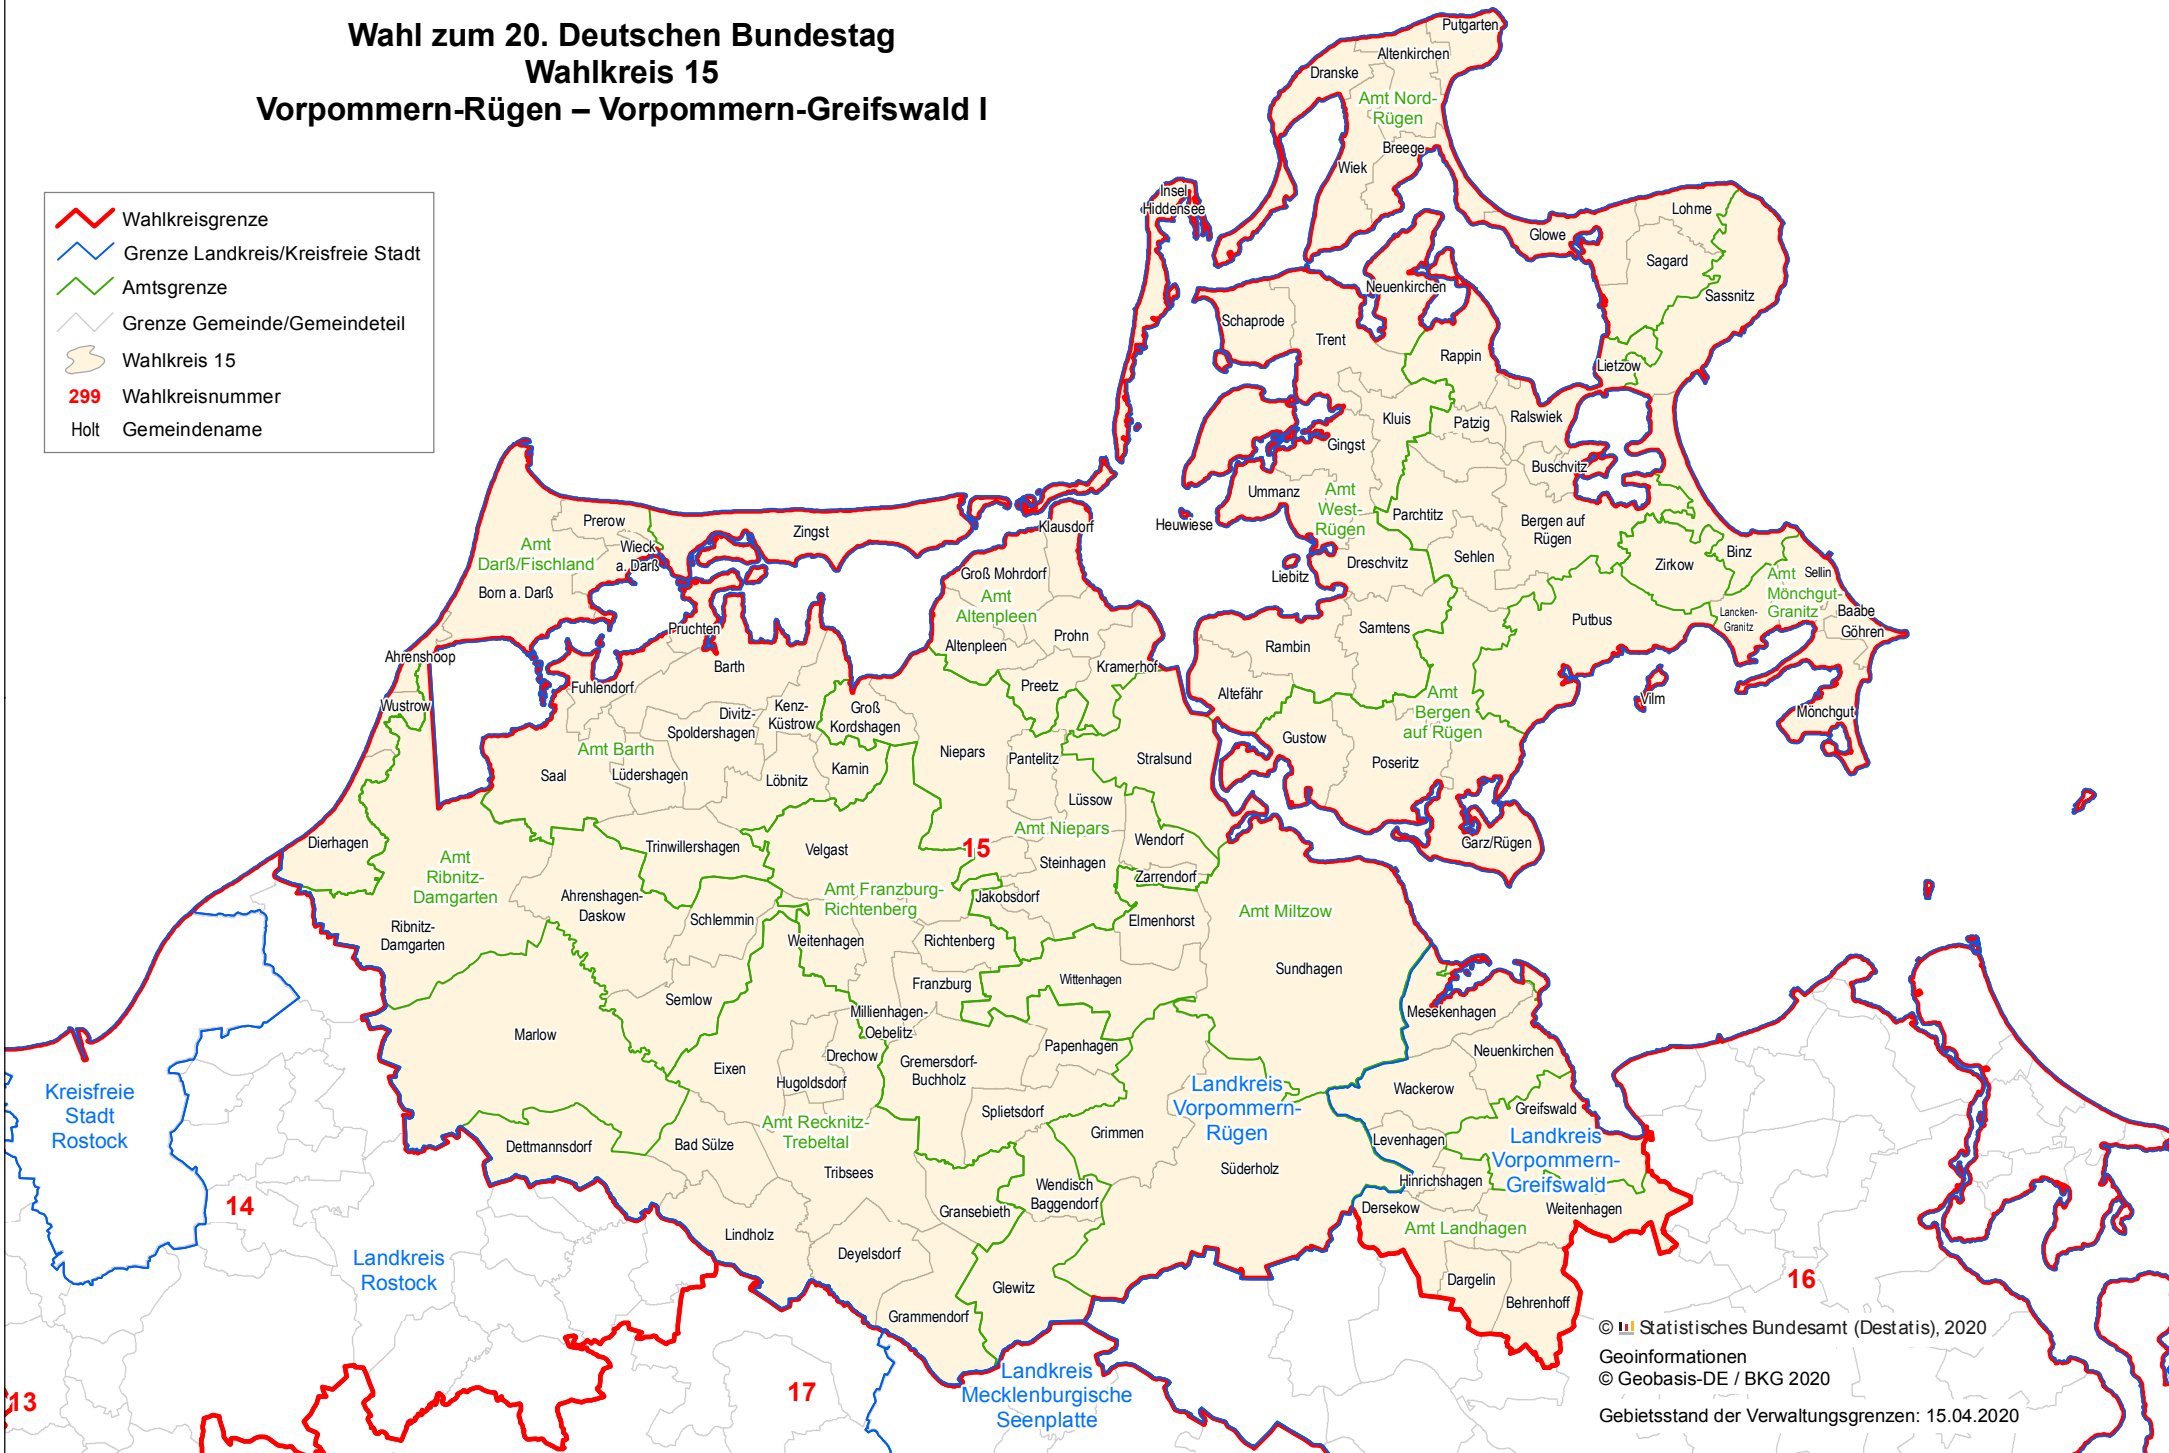 Wahl zum 20. Deutschen Bundestag
Wahlkreis 15
Vorpommern-Rügen – Vorpommern-Greifswald I
Wahlkreisgrenze
Grenze Landkreis/Kreisfreie Stadt
Amtsgrenze
Grenze Gemeinde/Gemeindeteil
Wahlkreis 15
299 Wahlkreisnummer
Holt Gemeindename
Putgarten
Altenkirchen
Dranske
Amt Nord-
Rügen
Breege
Wiek
Insel
Hiddensee
Lohme
Glowe
Sagard
Sassnitz
Neuenkirchen
Schaprode
Trent
Rappin
Lietzow
Kluis
Patzig
Ralswiek
Gingst
Buschvitz
Ummanz
Amt
West-
Rügen
Heuwiese
Parchtitz
Bergen auf
Rügen
Liebitz
Dreschvitz
Sehlen
Zirkow
Binz
Amt
Mönchgut-
Granitz
Sellin
Lancken-
Granitz
Baabe
Göhren
Putbus
Samtens
Rambin
Altefähr
Amt
Bergen
auf Rügen
Vilm
Mönchgut
Gustow
Poseritz
Garz/Rügen
Prerow
Zingst
Klausdorf
Amt
Darß/Fischland
Wieck
a. Darß
Born a. Darß
Groß Mohrdorf
Amt
Altenpleen
Pruchten
Altenpleen
Prohn
Ahrenshoop
Barth
Kramerhof
Fuhlendorf
Preetz
Wustrow
Divitz-
Spoldershagen
Kenz-
Küstrow
Groß
Kordshagen
Amt Barth
Niepars
Pantelitz
Stralsund
Saal
Lüdershagen
Löbnitz
Kamin
Lüssow
Amt Niepars
Dierhagen
Trinwillershagen
Velgast
15
Wendorf
Amt
Ribnitz-
Damgarten
Steinhagen
Zarrendorf
Ahrenshagen-
Daskow
Amt Franzburg-
Richtenberg
Jakobsdorf
Schlemmin
Elmenhorst
Amt Miltzow
Ribnitz-
Damgarten
Weitenhagen
Richtenberg
Sundhagen
Franzburg
Wittenhagen
Semlow
Millienhagen-
Oebelitz
Mesekenhagen
Marlow
Drechow
Papenhagen
Neuenkirchen
Eixen
Gremersdorf-
Buchholz
Hugoldsdorf
Wackerow
Landkreis
Vorpommern-
Rügen
Kreisfreie
Stadt
Rostock
Splietsdorf
Greifswald
Amt Recknitz-
Trebeltal
Grimmen
Levenhagen
Landkreis
Vorpommern-
Greifswald
Dettmannsdorf
Bad Sülze
Tribsees
Süderholz
Hinrichshagen
Wendisch
Baggendorf
Gransebieth
Dersekow
Weitenhagen
14
Amt Landhagen
Lindholz
Deyelsdorf
Landkreis
Rostock
Dargelin
16
Glewitz
Behrenhoff
Grammendorf
13
17
Landkreis
Mecklenburgische
Seenplatte
© Statistisches Bundesamt (Destatis), 2020
Geoinformationen
© Geobasis-DE / BKG 2020
Gebietsstand der Verwaltungsgrenzen: 15.04.2020